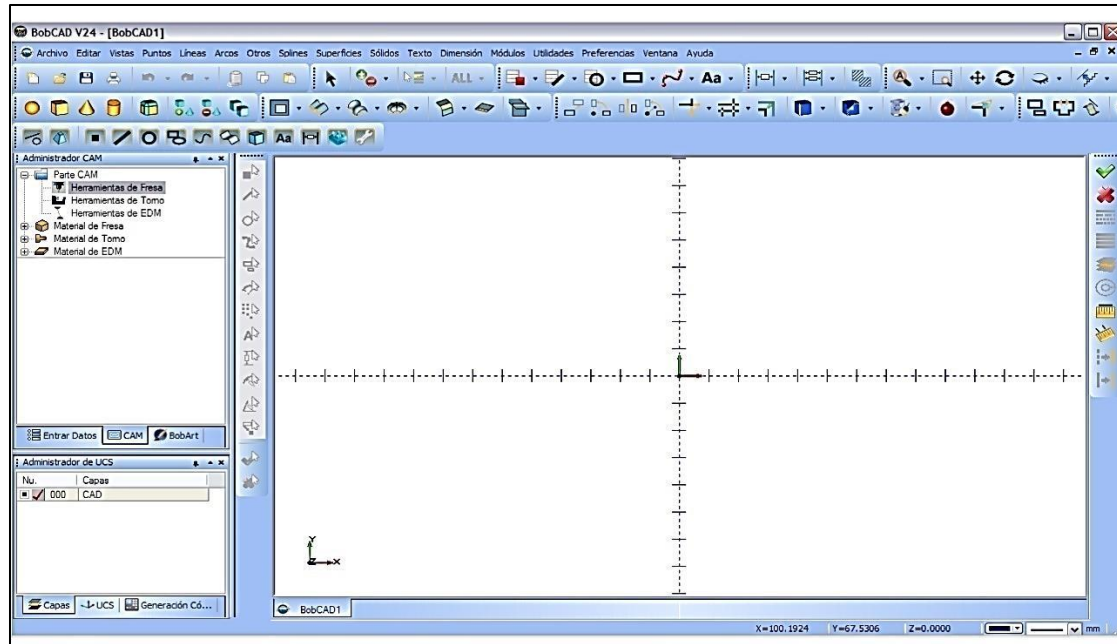 BobCAD V24 - [BobCAD1]
Archivo Editar Vistas Puntos Líneas Arcos Otros Splines Superficies Sólidos Texto Dimensión Módulos Utilidades Preferencias Ventana Ayuda
ALL Aa
Aa
Administrador CAM
Parte CAM
Herramientas de Fresa
Herramientas de Torno
Herramientas de EDM
Material de Fresa
Material de Torno
Material de EDM
A
Entrar Datos CAM BobArt
Administrador de UCS
Nu. Capas
000 CAD
Y
Z X
Capas UCS Generación Có...
BobCAD1
X=100.1924 Y=67.5306 Z=0.0000 mm